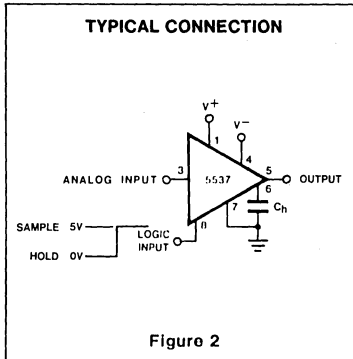 TYPICAL CONNECTION
V+
V−
1
4
ANALOG INPUT
3
5537
5
OUTPUT
6
Ch
7
8
SAMPLE 5V
LOGIC
INPUT
HOLD 0V
Figure 2